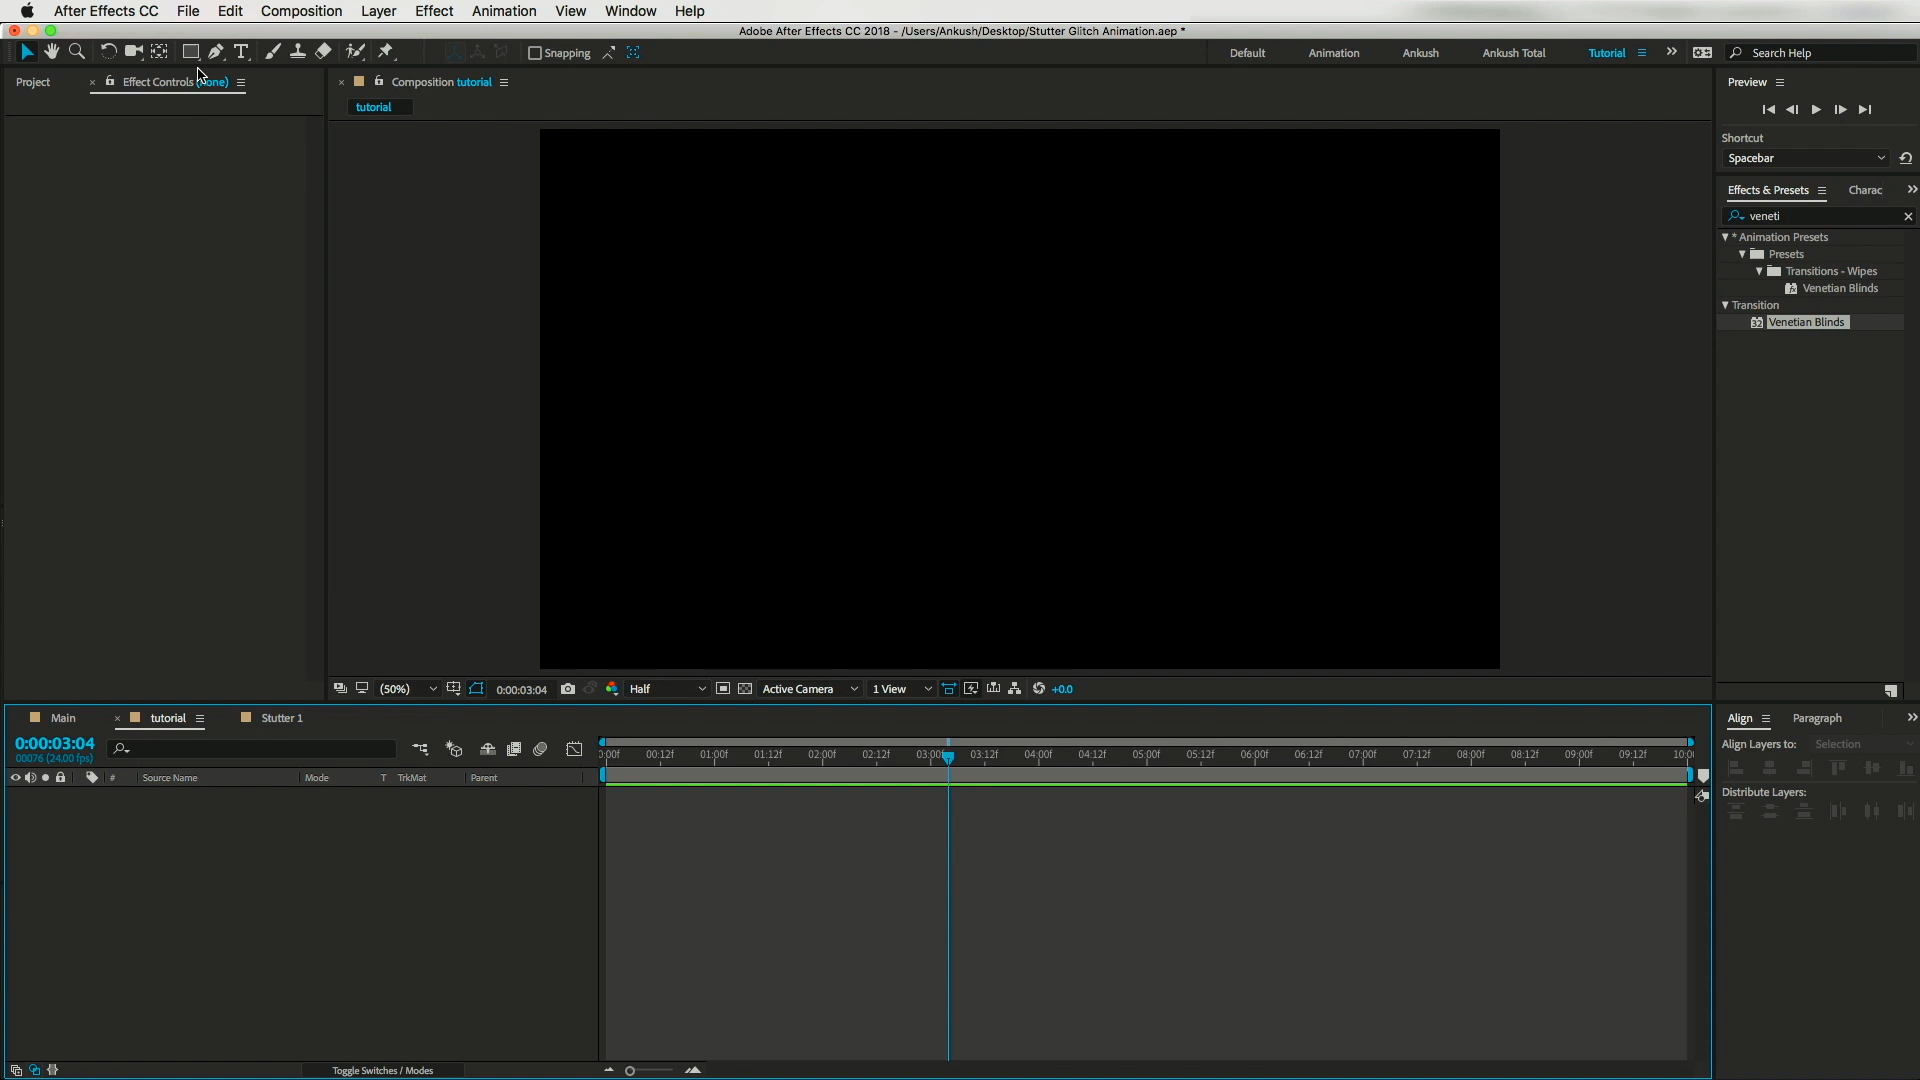 After Effects CC File Edit Composition Layer Effect Animation View Window Help
Adobe After Effects CC 2018 - /Users/Ankush/Desktop/Stutter Glitch Animation.aep *
Snapping Default Animation Ankush Ankush Total Tutorial Search Help
Project Effect Controls (none) Composition tutorial Preview
tutorial
Shortcut
Spacebar
Effects & Presets Charac
veneti
* Animation Presets
Presets
Transitions - Wipes
Venetian Blinds
Transition
32 Venetian Blinds
(50%) 0:00:03:04 Half Active Camera 1 View +0.0
Main tutorial Stutter 1 Align Paragraph
0:00:03:04
00076 (24.00 fps)
Align Layers to: Selection
00:12f 01:00f 01:12f 02:00f 02:12f 03:00f 03:12f 04:00f 04:12f 05:00f 05:12f 06:00f 06:12f 07:00f 07:12f 08:00f 08:12f 09:00f 09:12f
# Source Name Mode T TrkMat Parent
Distribute Layers:
Toggle Switches / Modes